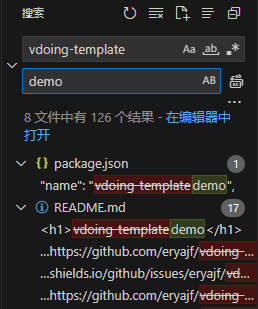 搜索
vdoing-template
Aa ab .*
demo
AB
8 文件中有 126 个结果 - 在编辑器中
打开
{} package.json 1
"name": "vdoing-templatedemo",
README.md 17
<h1>vdoing-templatedemo</h1>
...https://github.com/eryajf/vdoing-...
...shields.io/github/issues/eryajf/vd...
...https://github.com/eryajf/vdoing-...